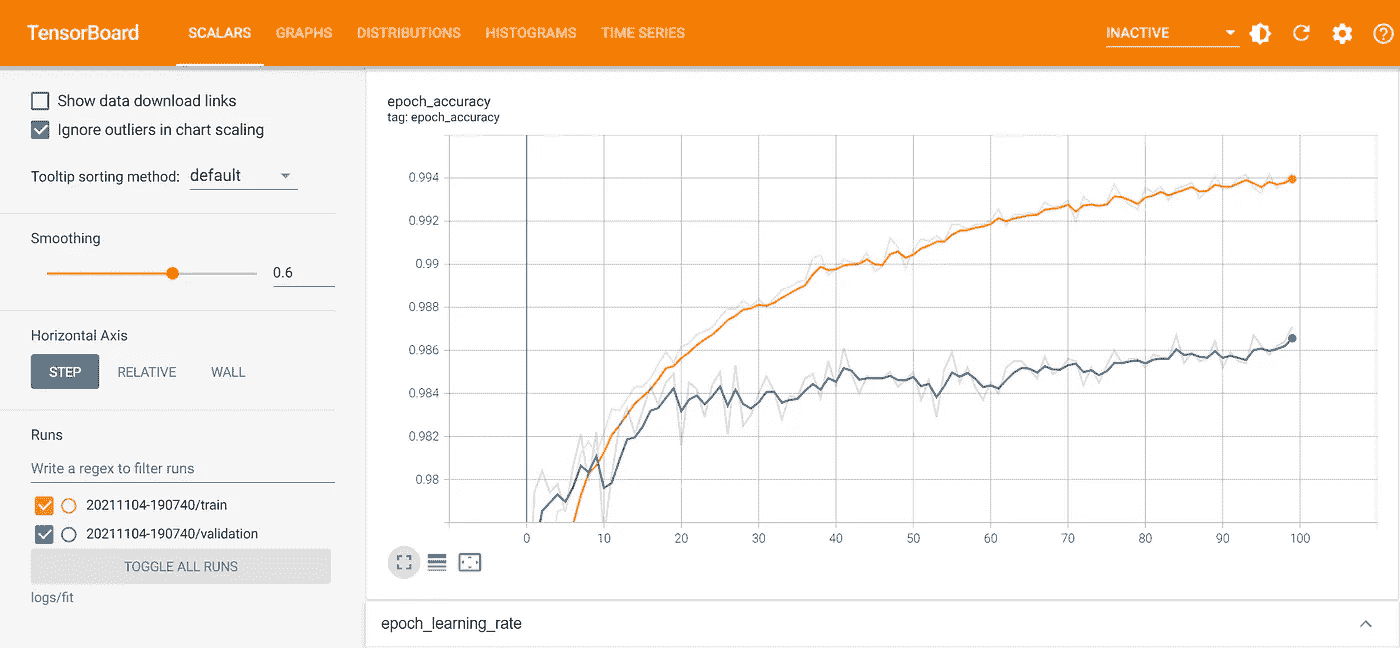 TensorBoard SCALARS GRAPHS DISTRIBUTIONS HISTOGRAMS TIME SERIES INACTIVE
Show data download links
Ignore outliers in chart scaling
Tooltip sorting method: default
Smoothing
0.6
Horizontal Axis
STEP RELATIVE WALL
Runs
Write a regex to filter runs
20211104-190740/train
20211104-190740/validation
TOGGLE ALL RUNS
logs/fit
epoch_accuracy
tag: epoch_accuracy
0.994
0.992
0.99
0.988
0.986
0.984
0.982
0.98
0 10 20 30 40 50 60 70 80 90 100
epoch_learning_rate